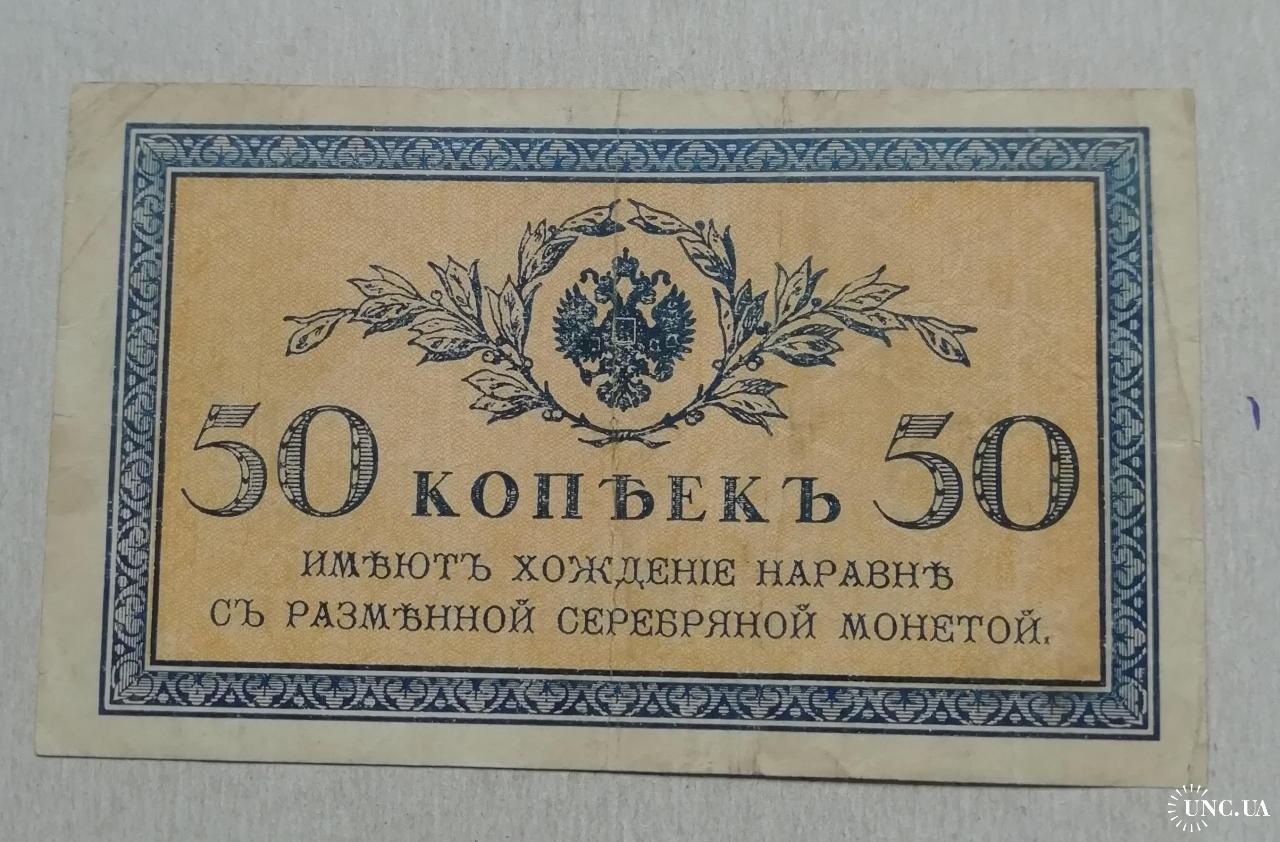 50 КОПѢЕКЪ 50
ИМѢЮТЪ ХОЖДЕНІЕ НАРАВНѢ
СЪ РАЗМѢННОЙ СЕРЕБРЯНОЙ МОНЕТОЙ.
UNC.UA